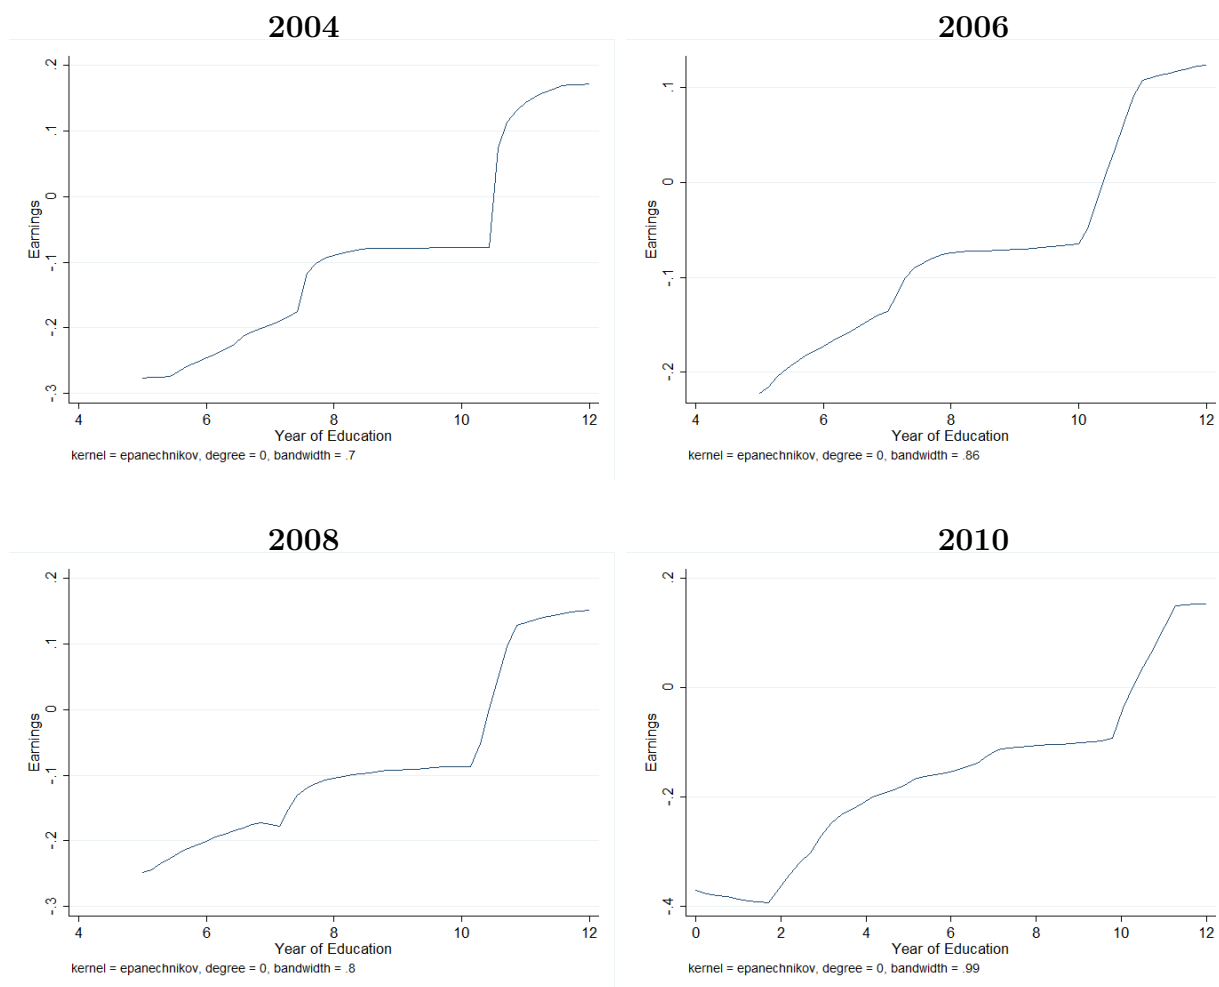 2004
2006
.2
.1
0
-.1
-.2
-.3
Earnings
4 6 8 10 12
Year of Education
kernel = epanechnikov, degree = 0, bandwidth = .7
.1
0
-.1
-.2
Earnings
4 6 8 10 12
Year of Education
kernel = epanechnikov, degree = 0, bandwidth = .86
2008
2010
.2
.1
0
-.1
-.2
-.3
Earnings
4 6 8 10 12
Year of Education
kernel = epanechnikov, degree = 0, bandwidth = .8
.2
0
-.2
-.4
Earnings
0 2 4 6 8 10 12
Year of Education
kernel = epanechnikov, degree = 0, bandwidth = .99